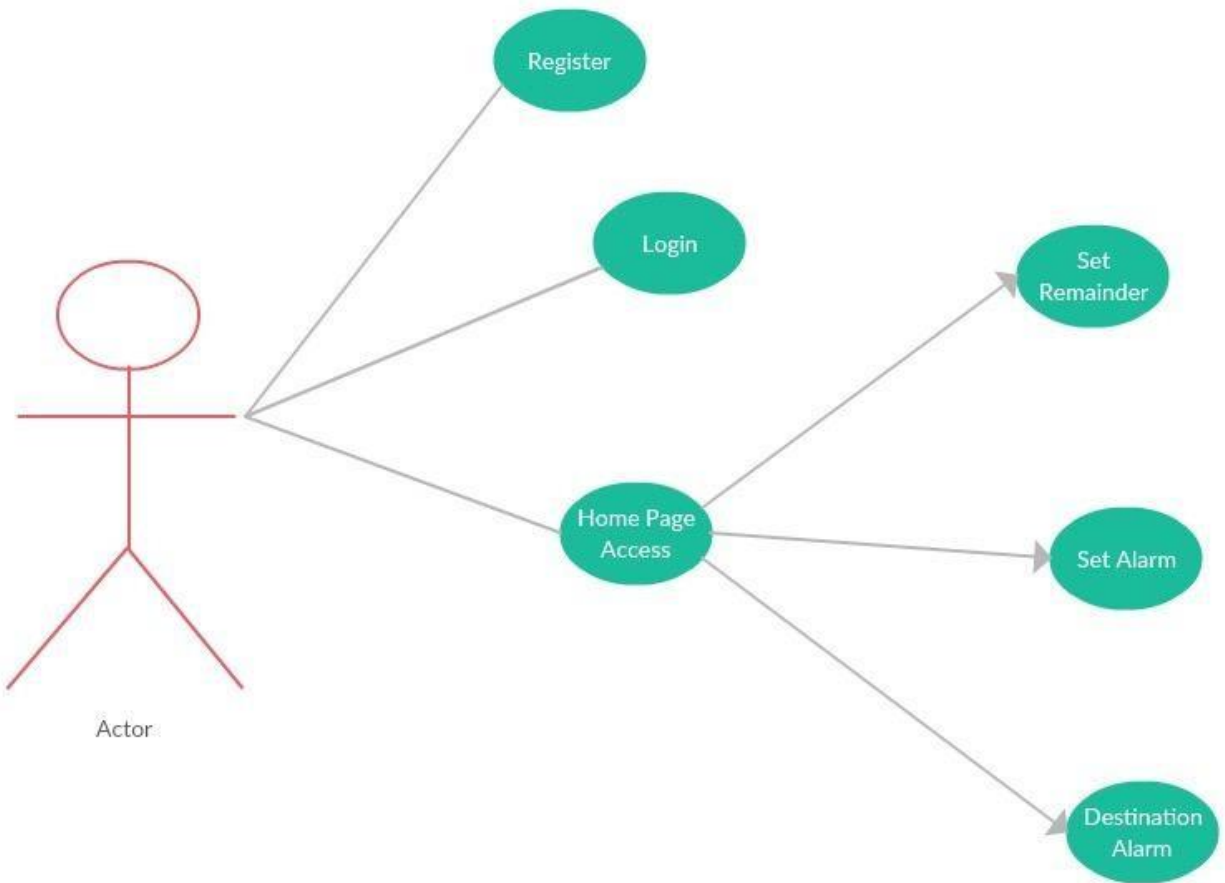 Register
Login
Set
Remainder
Home Page
Access
Set Alarm
Actor
Destination
Alarm